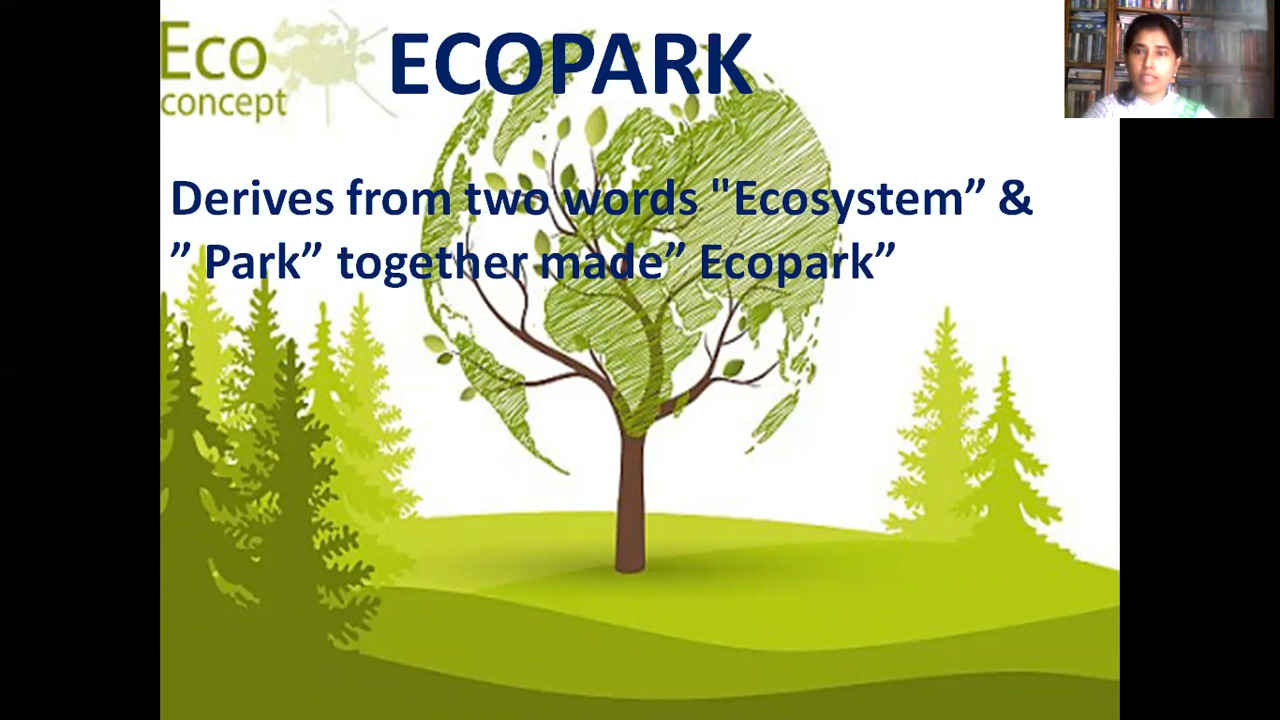 Eco
concept
ECOPARK
Derives from two words "Ecosystem” &
” Park” together made” Ecopark”